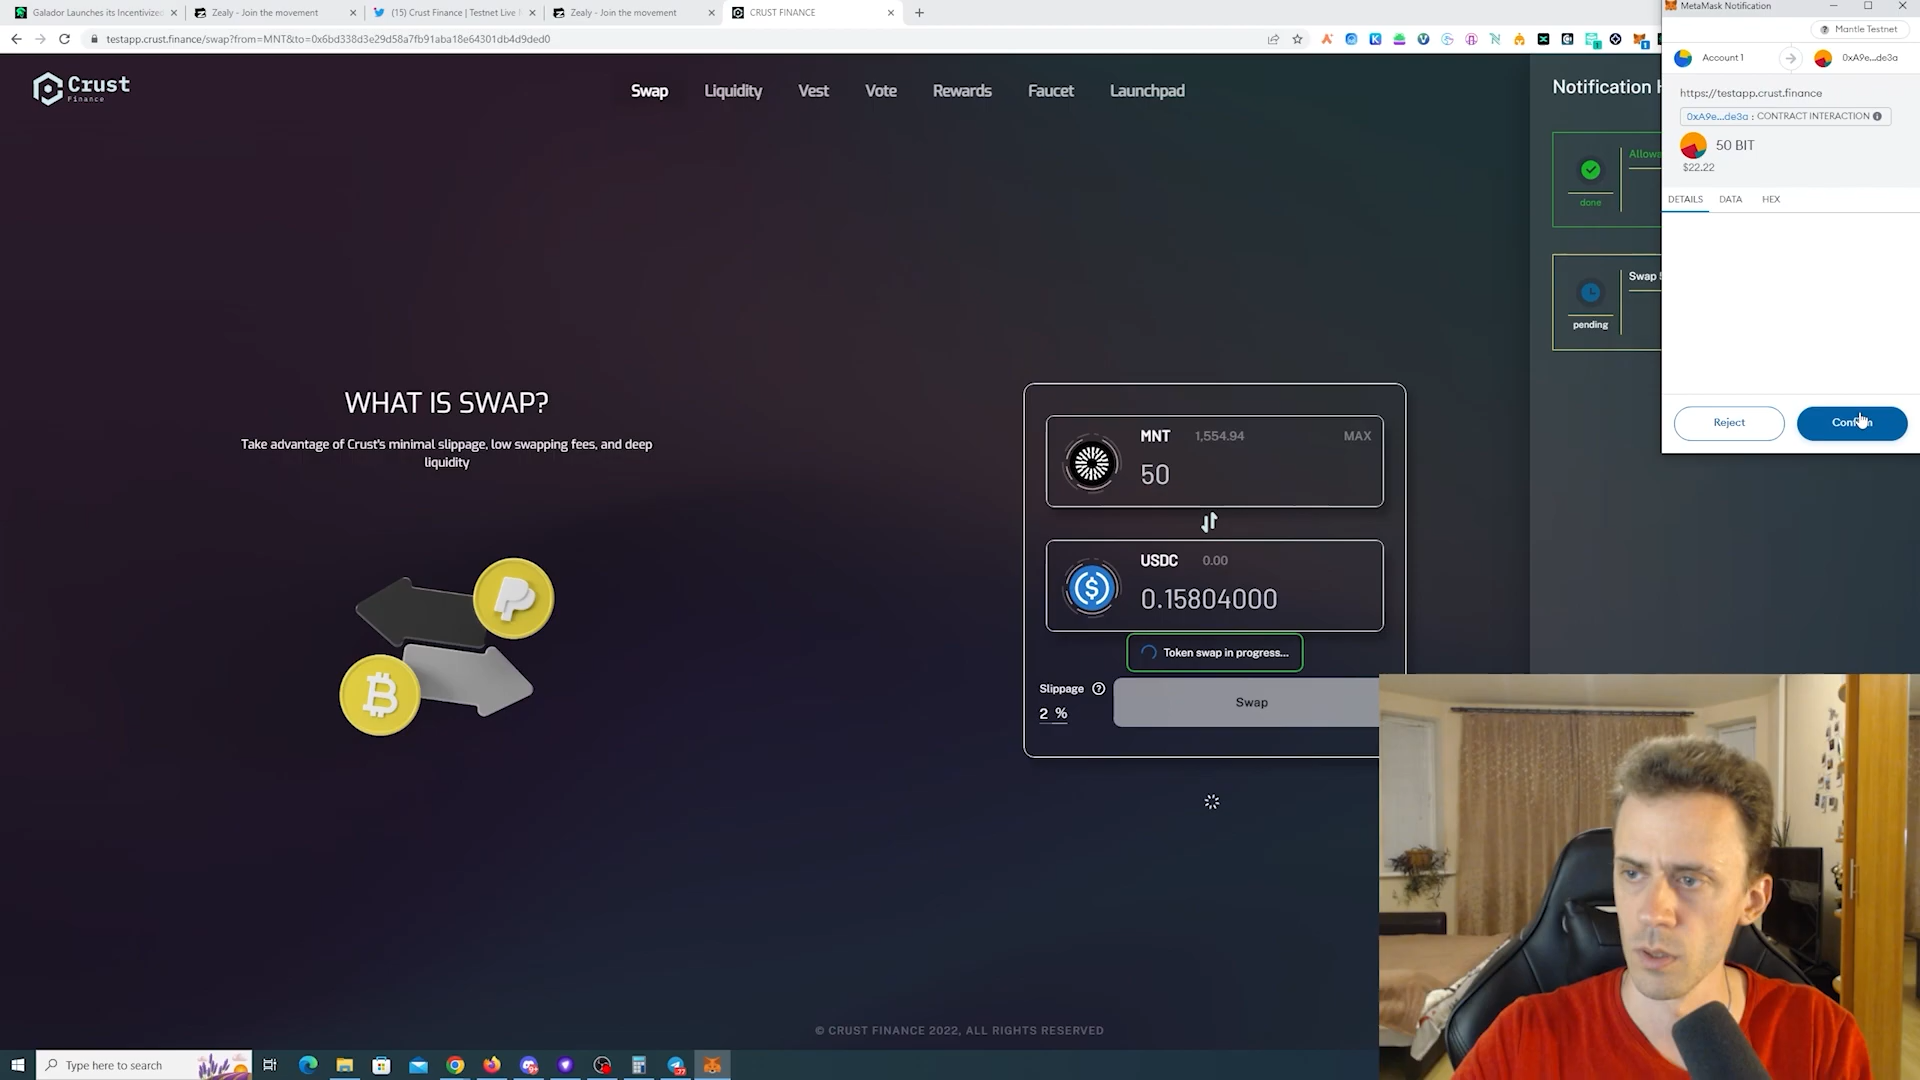 Galador Launches its Incentivize
Zealy - Join the movement
(15) Crust Finance | Testnet Live
Zealy - Join the movement
CRUST FINANCE
testapp.crust.finance/swap?from=MNT&to=0x6bd338d3e29d58a7fb91aba18e64301db4d9ded0
Crust
Finance
Swap
Liquidity
Vest
Vote
Rewards
Faucet
Launchpad
Notification
Allowa
done
Swap
pending
MetaMask Notification
Mantle Testnet
Account 1
0xA9e...de3a
https://testapp.crust.finance
0xA9e...de3a : CONTRACT INTERACTION
50 BIT
$22.22
DETAILS
DATA
HEX
Reject
WHAT IS SWAP?
Take advantage of Crust's minimal slippage, low swapping fees, and deep
liquidity
MNT 1,554.94 MAX
50
USDC 0.00
0.15804000
Token swap in progress...
Slippage
2 %
Swap
© CRUST FINANCE 2022, ALL RIGHTS RESERVED
Type here to search